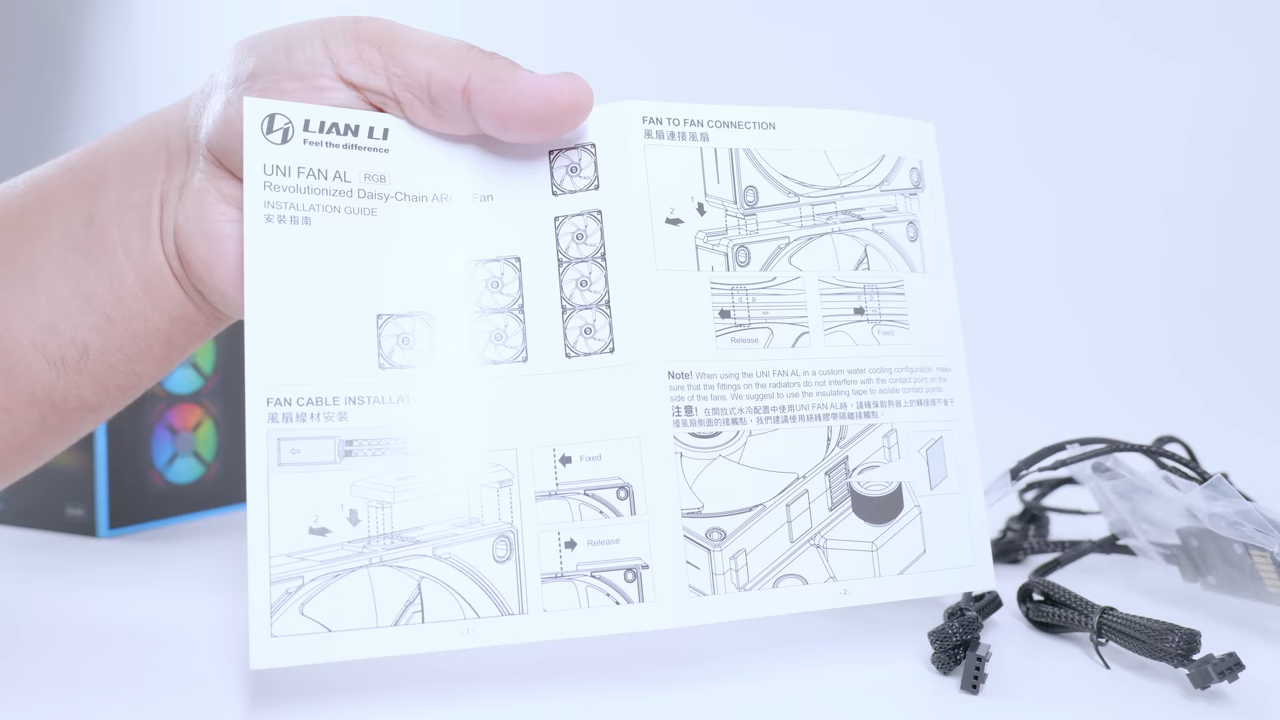 LIAN LI
Feel the difference
UNI FAN AL RGB
Revolutionized Daisy-Chain Fan
INSTALLATION GUIDE
安裝指南
FAN CABLE
風扇線材安裝
1
2
Fixed
Release
-1-
FAN TO FAN CONNECTION
風扇連接風扇
1
2
Release
Fixed
Note! When using the UNI FAN AL in a custom water cooling configuration, make
sure that the fittings on the radiators do not interfere with the contact point on the
side of the fans. We suggest to use the insulating tape to isolate contact points.
注意! 在開放式水冷配置中使用UNI FAN AL時，請確保散熱器上的轉接頭不會干
擾風扇側面的接觸點，我們建議使用絕緣膠帶隔離接觸點。
-2-